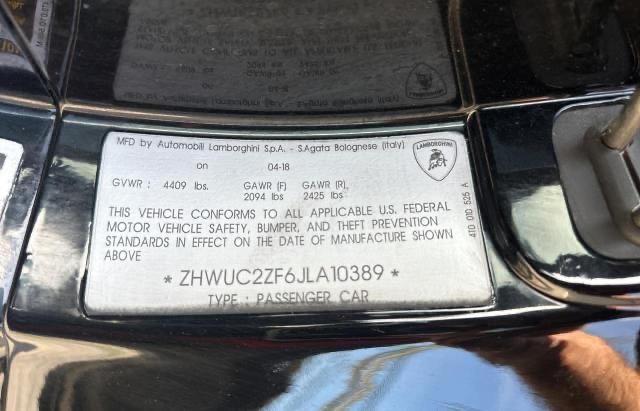 MFD by Automobili Lamborghini S.p.A. - S.Agata Bolognese (Italy)
on 04-18
LAMBORGHINI
GVWR : 4409 lbs. GAWR (F) GAWR (R)
2094 lbs 2425 lbs
THIS VEHICLE CONFORMS TO ALL APPLICABLE U.S. FEDERAL
MOTOR VEHICLE SAFETY, BUMPER, AND THEFT PREVENTION
STANDARDS IN EFFECT ON THE DATE OF MANUFACTURE SHOWN
ABOVE
* ZHWUC2ZF6JLA10389 *
TYPE : PASSENGER CAR
4T0 010 526 A